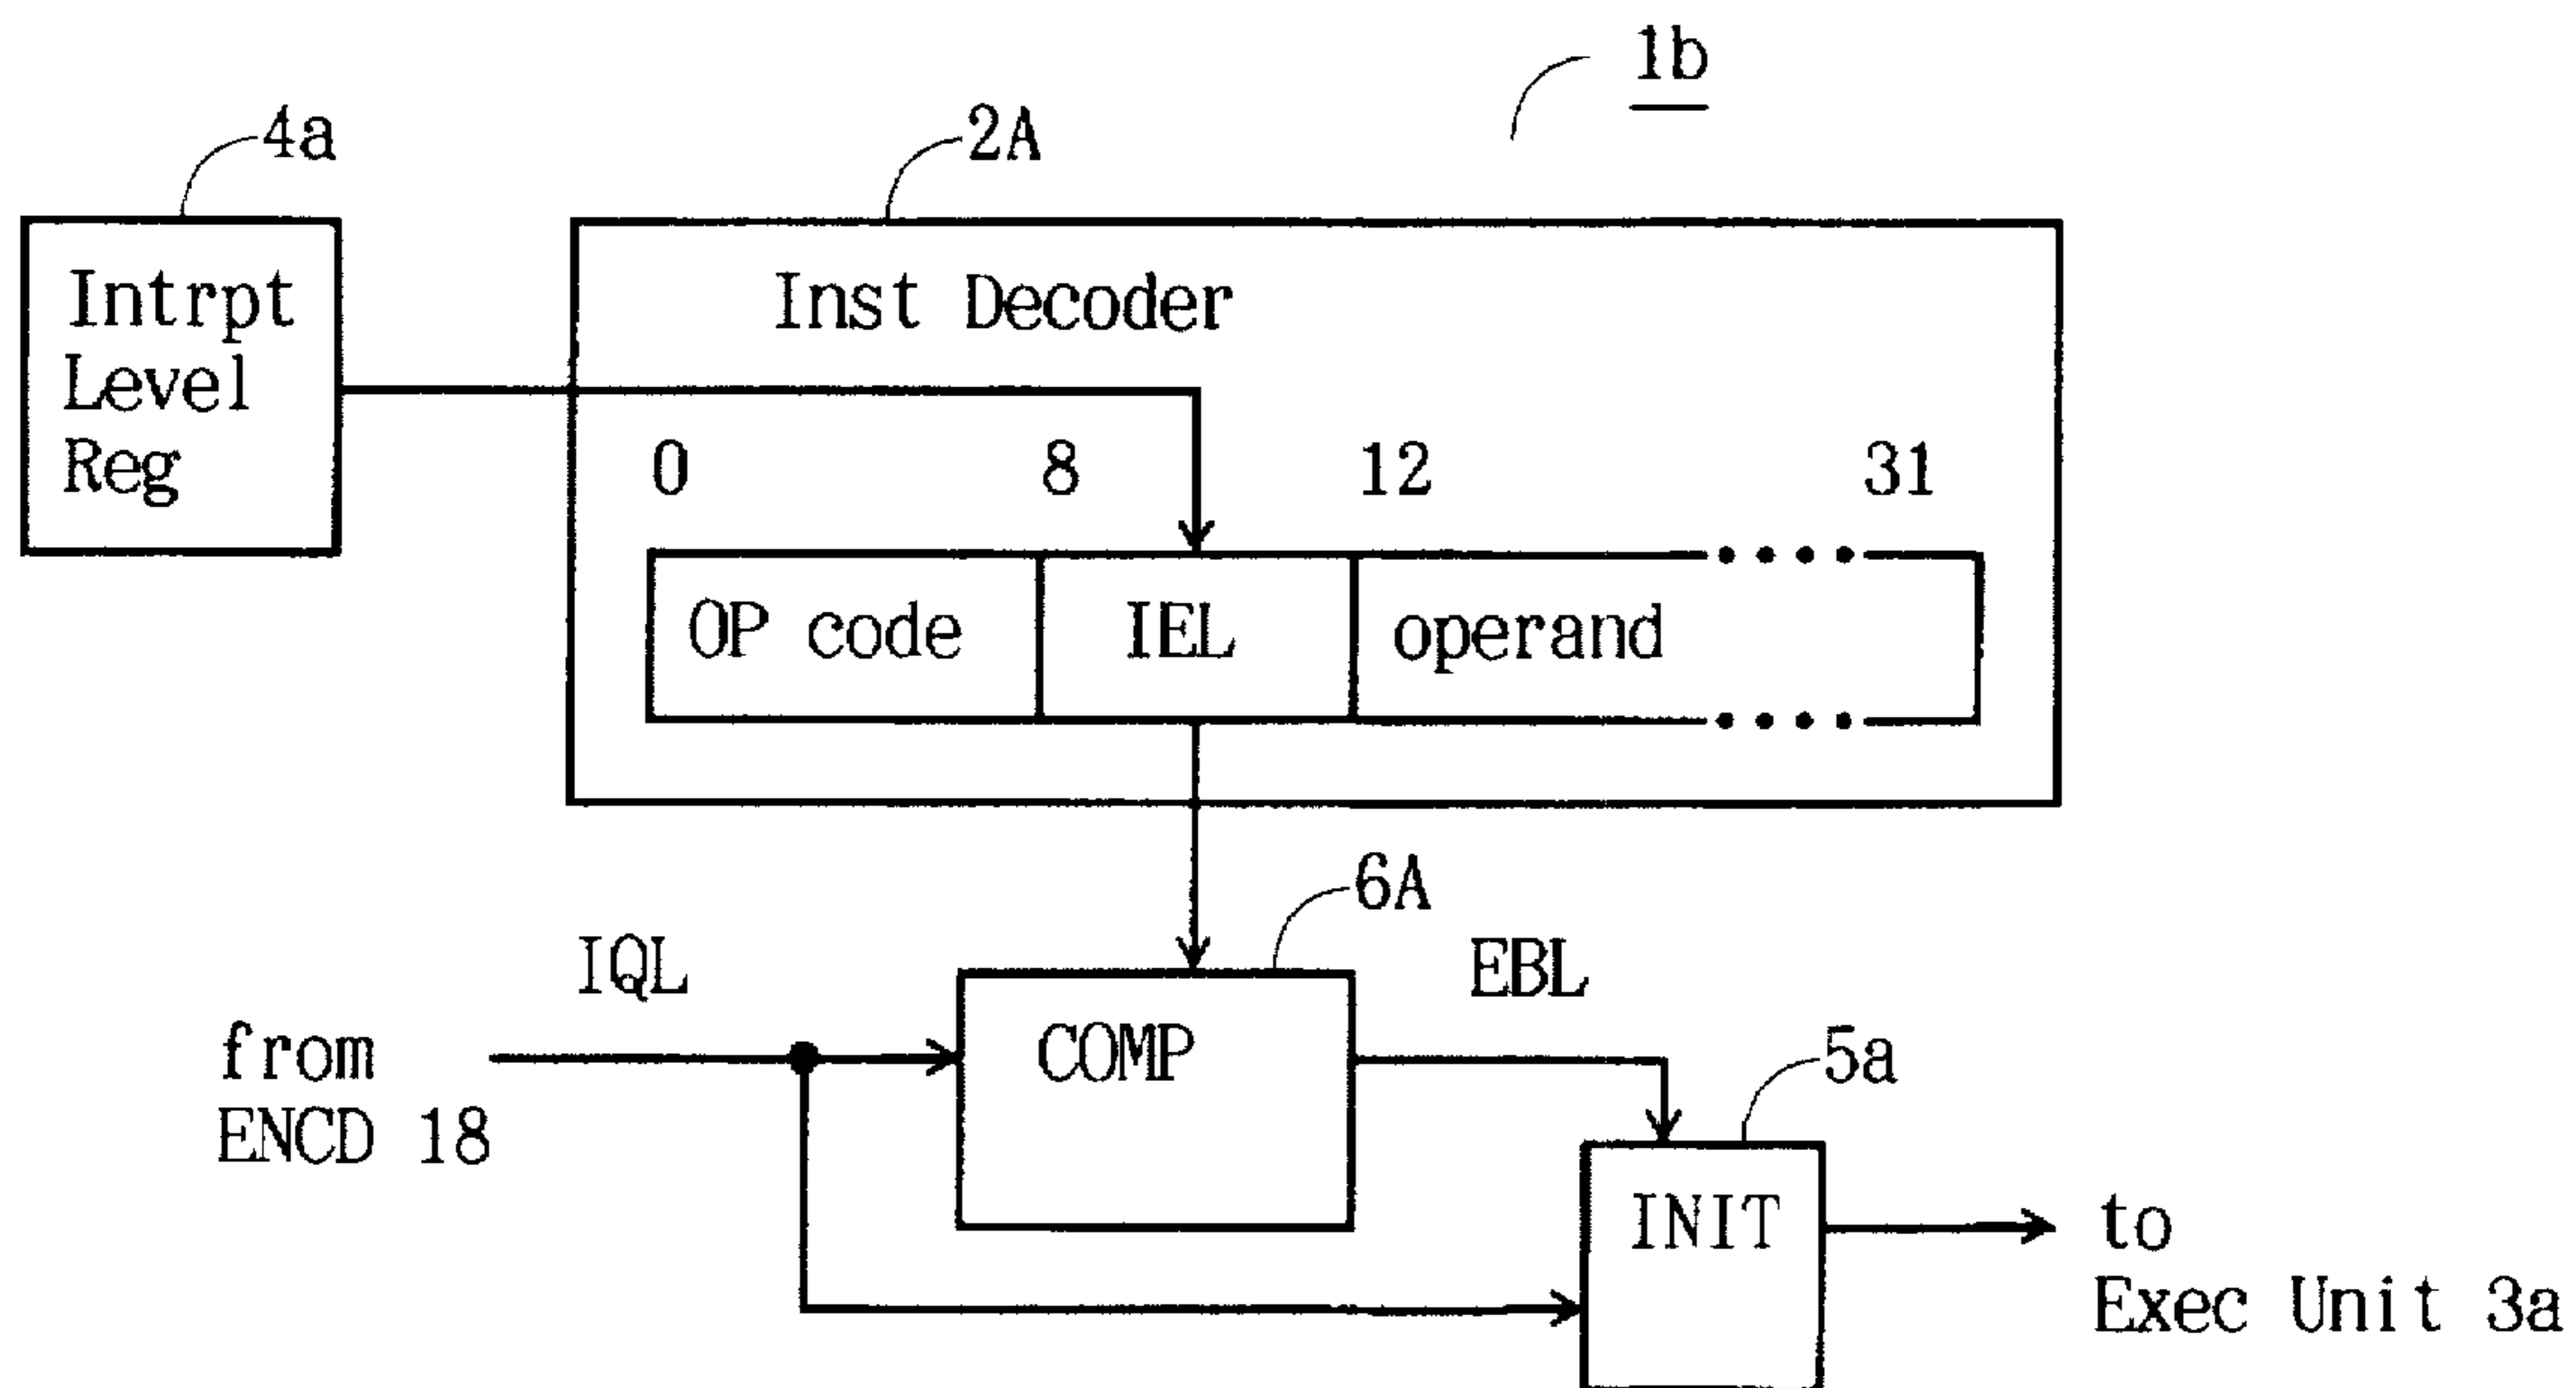 1b
4a
2A
Intrpt
Level
Reg
Inst Decoder
0 8 12 31
OP code IEL operand
6A
IQL
EBL
from
ENCD 18
COMP
5a
INIT
to
Exec Unit 3a